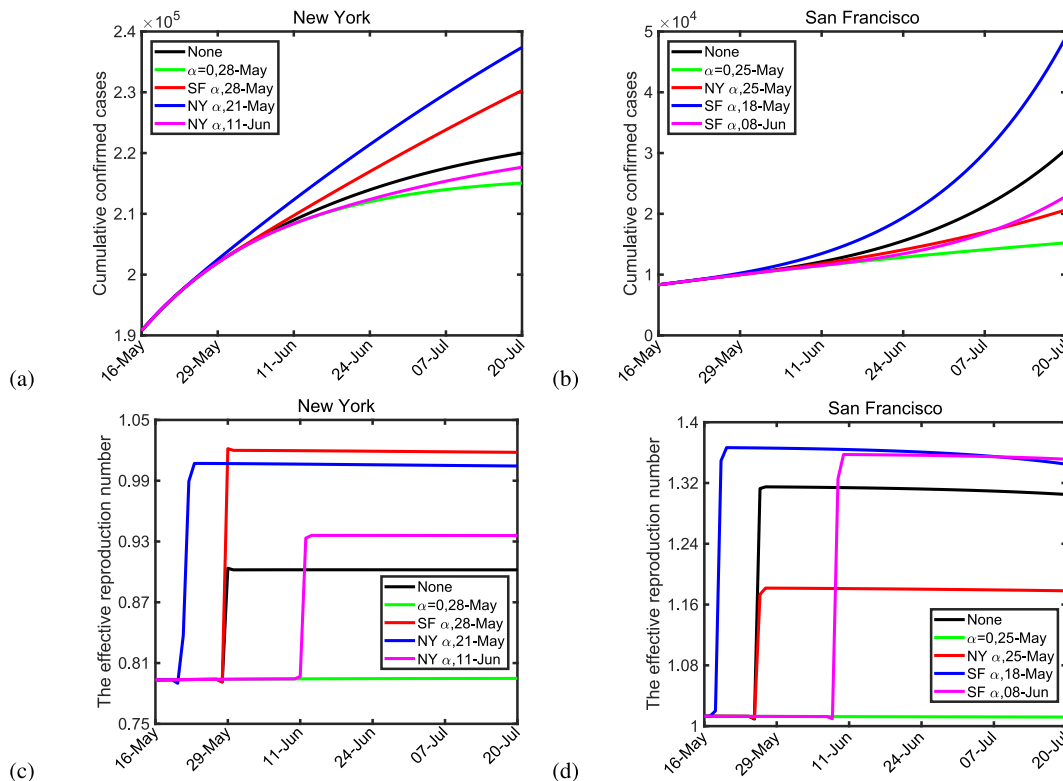 New York
×10⁵
2.4
2.3
2.2
2.1
2
1.9
Cumulative confirmed cases
None
α=0,28-May
SF α,28-May
NY α,21-May
NY α,11-Jun
16-May
29-May
11-Jun
24-Jun
07-Jul
20-Jul
(a)
San Francisco
×10⁴
5
4
3
2
1
0
Cumulative confirmed cases
None
α=0,25-May
NY α,25-May
SF α,18-May
SF α,08-Jun
16-May
29-May
11-Jun
24-Jun
07-Jul
20-Jul
(b)
New York
1.05
0.99
0.93
0.87
0.81
0.75
The effective reproduction number
None
α=0,28-May
SF α,28-May
NY α,21-May
NY α,11-Jun
16-May
29-May
11-Jun
24-Jun
07-Jul
20-Jul
(c)
San Francisco
1.4
1.32
1.24
1.16
1.08
1
The effective reproduction number
None
α=0,25-May
NY α,25-May
SF α,18-May
SF α,08-Jun
16-May
29-May
11-Jun
24-Jun
07-Jul
20-Jul
(d)